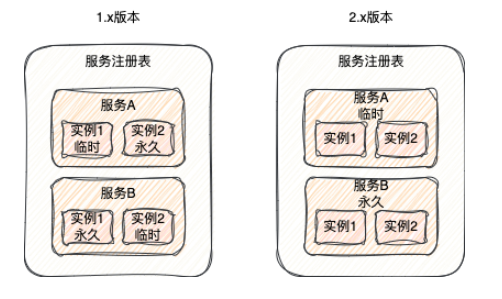 1.x版本
服务注册表
服务A
实例1
临时
实例2
永久
服务B
实例1
永久
实例2
临时
2.x版本
服务注册表
服务A
临时
实例1
实例2
服务B
永久
实例1
实例2